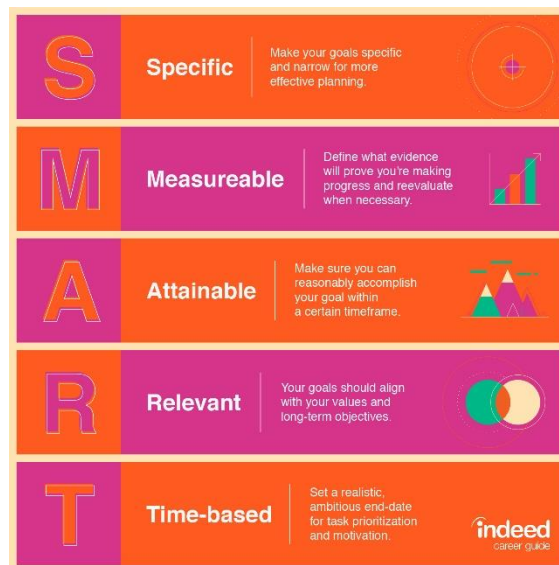 S
Specific
Make your goals specific
and narrow for more
effective planning.
M
Measureable
Define what evidence
will prove you're making
progress and reevaluate
when necessary.
A
Attainable
Make sure you can
reasonably accomplish
your goal within
a certain timeframe.
R
Relevant
Your goals should align
with your values and
long-term objectives.
T
Time-based
Set a realistic,
ambitious end-date
for task prioritization
and motivation.
indeed
career guide